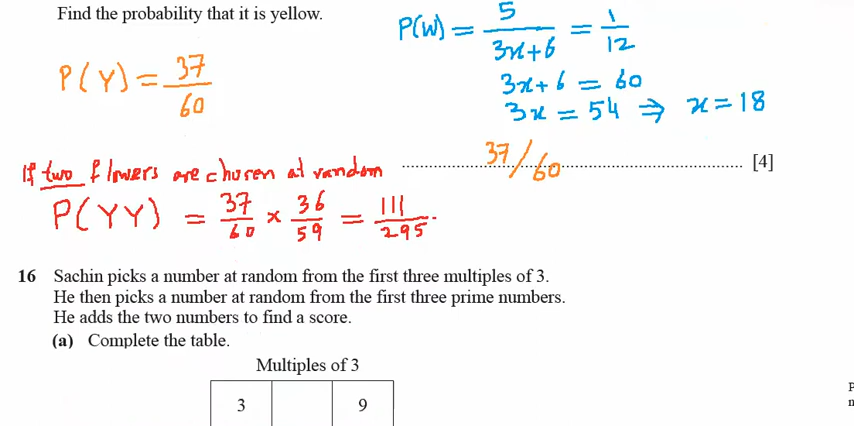 Find the probability that it is yellow.
P(W) = 5/(3x+6) = 1/12
3x+6 = 60
3x = 54 ⇒ x = 18
P(Y) = 37/60
37/60 [4]
If two flowers are chosen at random
P(YY) = 37/60 × 36/59 = 111/295.
16 Sachin picks a number at random from the first three multiples of 3.
He then picks a number at random from the first three prime numbers.
He adds the two numbers to find a score.
(a) Complete the table.
Multiples of 3
3 9